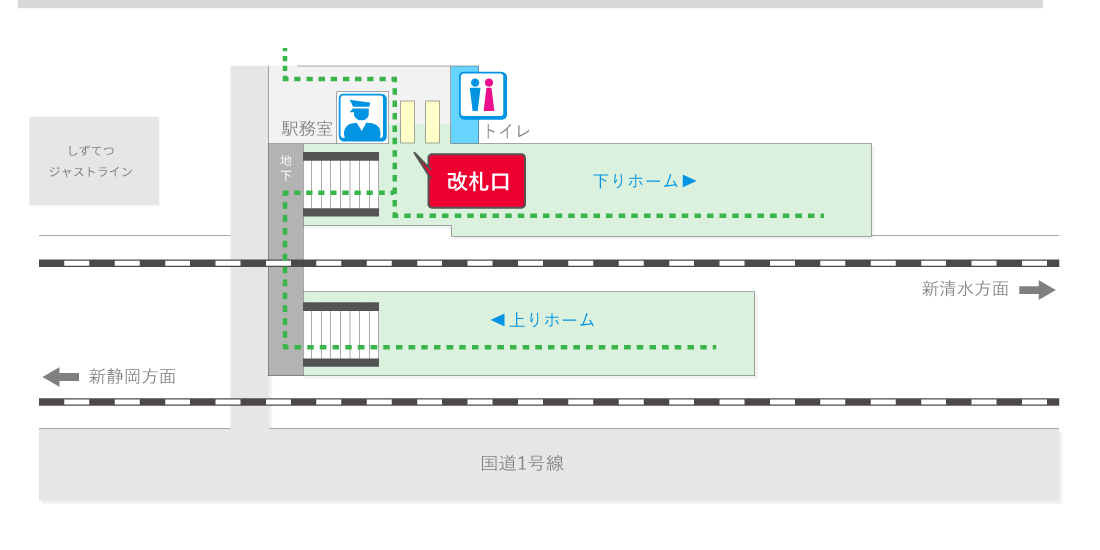 駅務室
トイレ
しずてつ
ジャストライン
地
下
改札口
下りホーム▶
新清水方面
◀上りホーム
新静岡方面
国道1号線